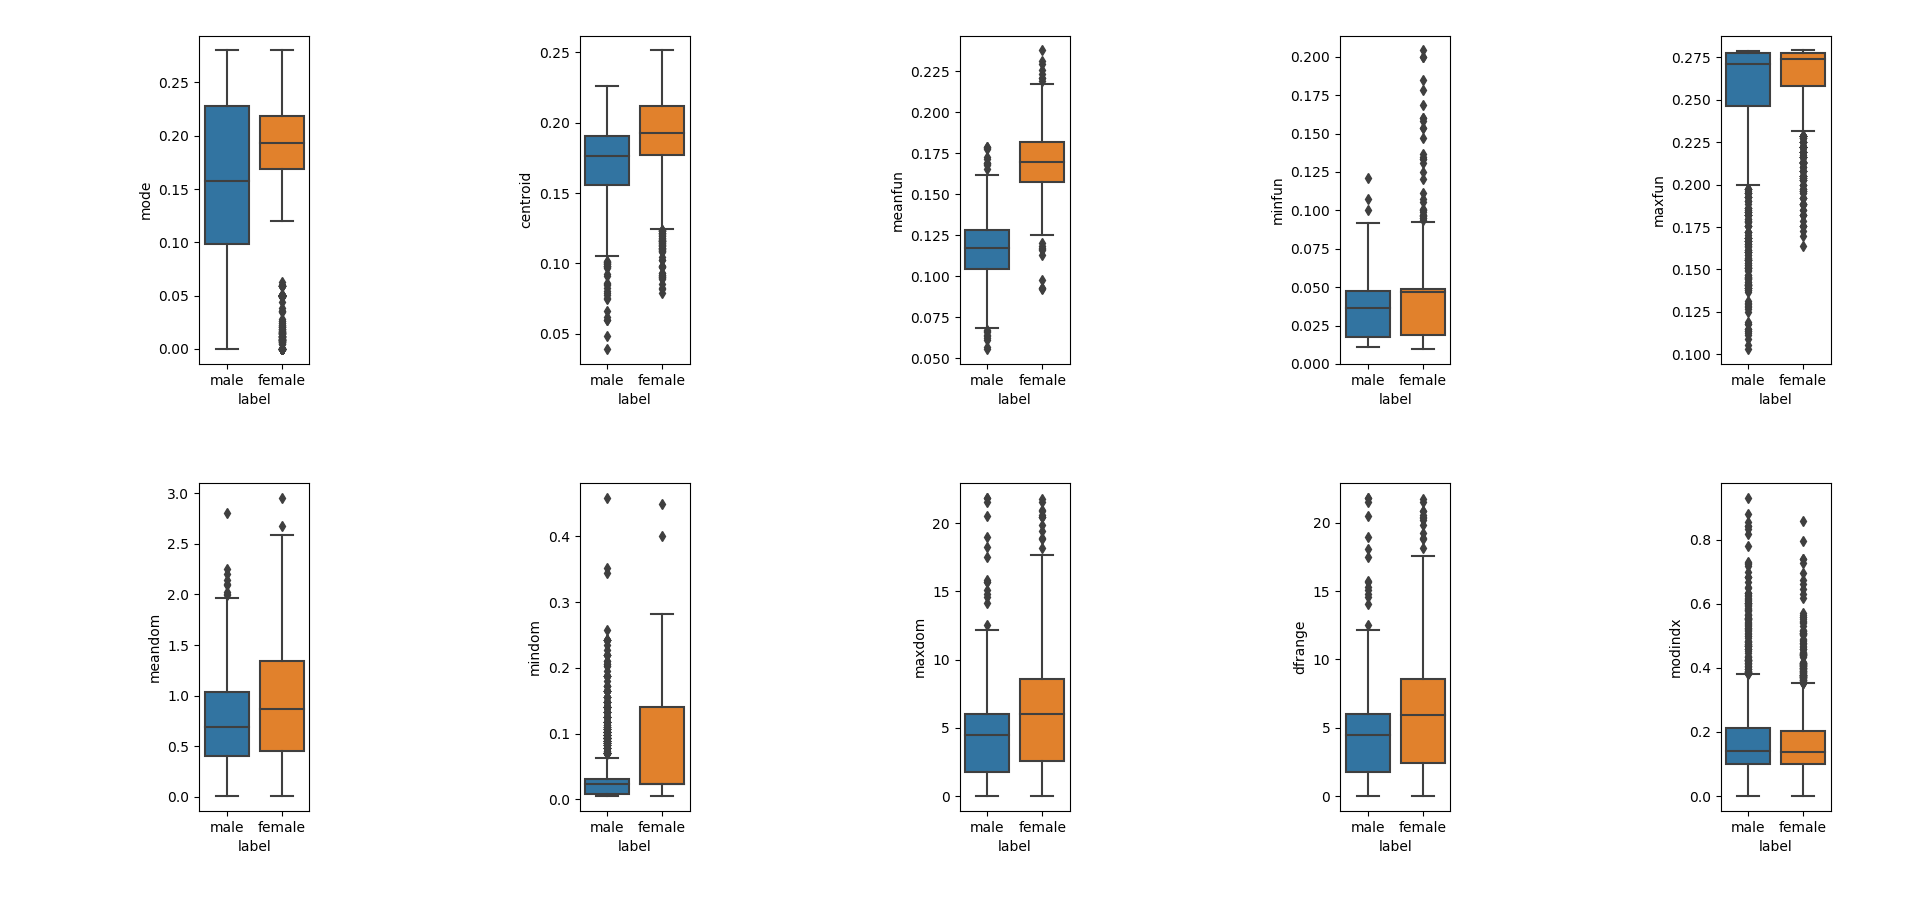 mode
0.25
0.20
0.15
0.10
0.05
0.00
male female
label
centroid
0.25
0.20
0.15
0.10
0.05
male female
label
meanfun
0.225
0.200
0.175
0.150
0.125
0.100
0.075
0.050
male female
label
minfun
0.200
0.175
0.150
0.125
0.100
0.075
0.050
0.025
0.000
male female
label
maxfun
0.275
0.250
0.225
0.200
0.175
0.150
0.125
0.100
male female
label
meandom
3.0
2.5
2.0
1.5
1.0
0.5
0.0
male female
label
mindom
0.4
0.3
0.2
0.1
0.0
male female
label
maxdom
20
15
10
5
0
male female
label
dfrange
20
15
10
5
0
male female
label
modindx
0.8
0.6
0.4
0.2
0.0
male female
label